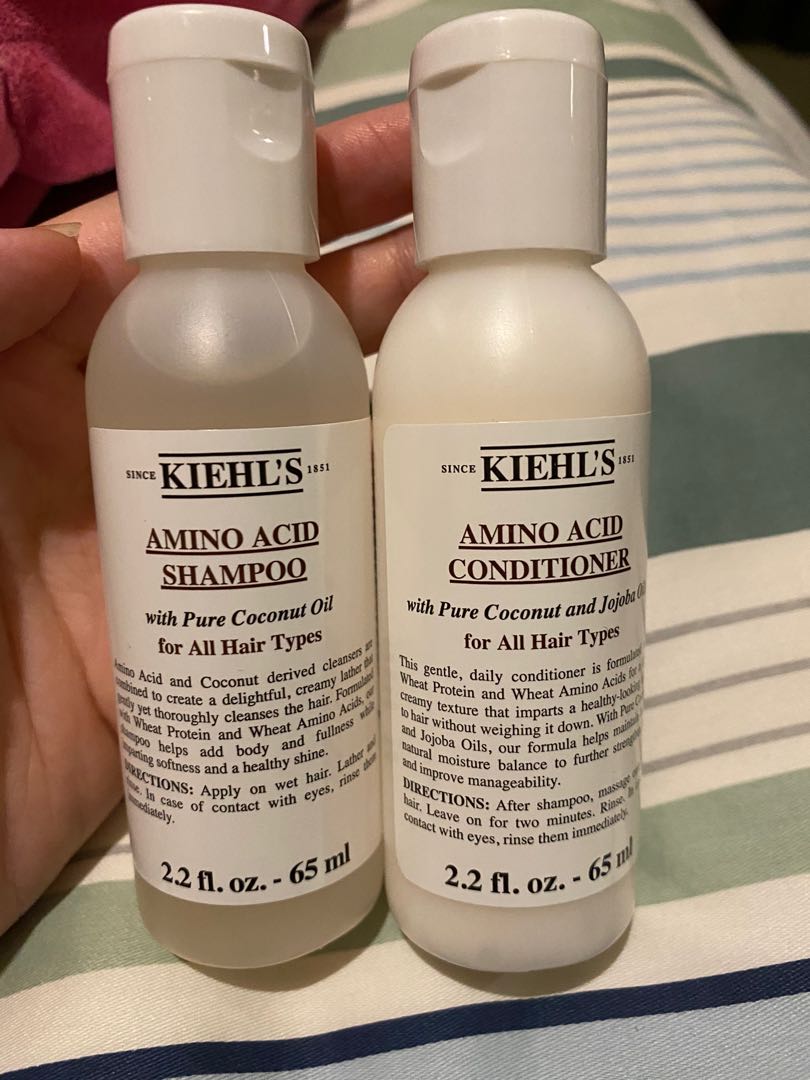 SINCE KIEHL'S 1851
AMINO ACID
SHAMPOO
with Pure Coconut Oil
for All Hair Types
Amino Acid and Coconut derived cleansers are
combined to create a delightful, creamy lather that
gently yet thoroughly cleanses the hair. Formulated
with Wheat Protein and Wheat Amino Acids, our
shampoo helps add body and fullness while
imparting softness and a healthy shine.
DIRECTIONS: Apply on wet hair. Lather and
rinse. In case of contact with eyes, rinse them
immediately.
2.2 fl. oz. - 65 ml
SINCE KIEHL'S 1851
AMINO ACID
CONDITIONER
with Pure Coconut and Jojoba
for All Hair Types
This gentle, daily conditioner is formulated
Wheat Protein and Wheat Amino Acids for
creamy texture that imparts a healthy-looking
to hair without weighing it down. With Pure
and Jojoba Oils, our formula helps maintain
natural moisture balance to further strengthen
and improve manageability.
DIRECTIONS: After shampoo, massage
hair. Leave on for two minutes. Rinse. In
contact with eyes, rinse them immediately.
2.2 fl. oz. - 65 ml